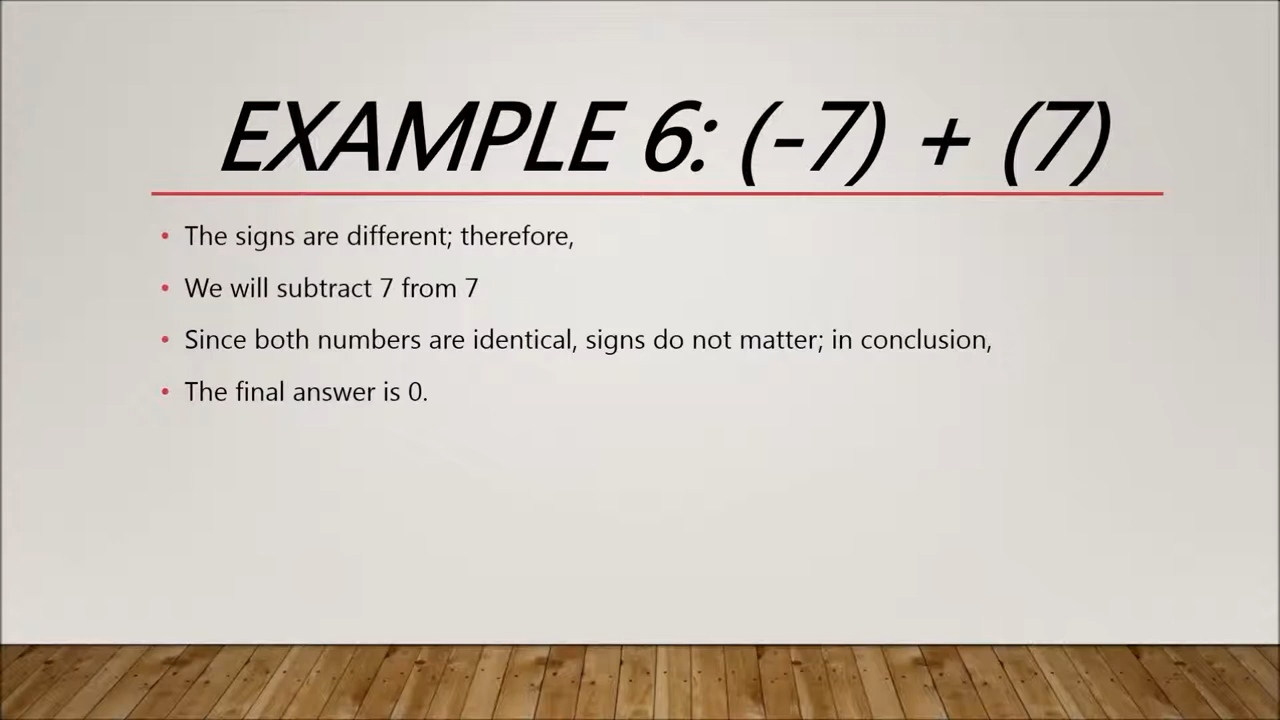 EXAMPLE 6: (-7) + (7)
• The signs are different; therefore,
• We will subtract 7 from 7
• Since both numbers are identical, signs do not matter; in conclusion,
• The final answer is 0.